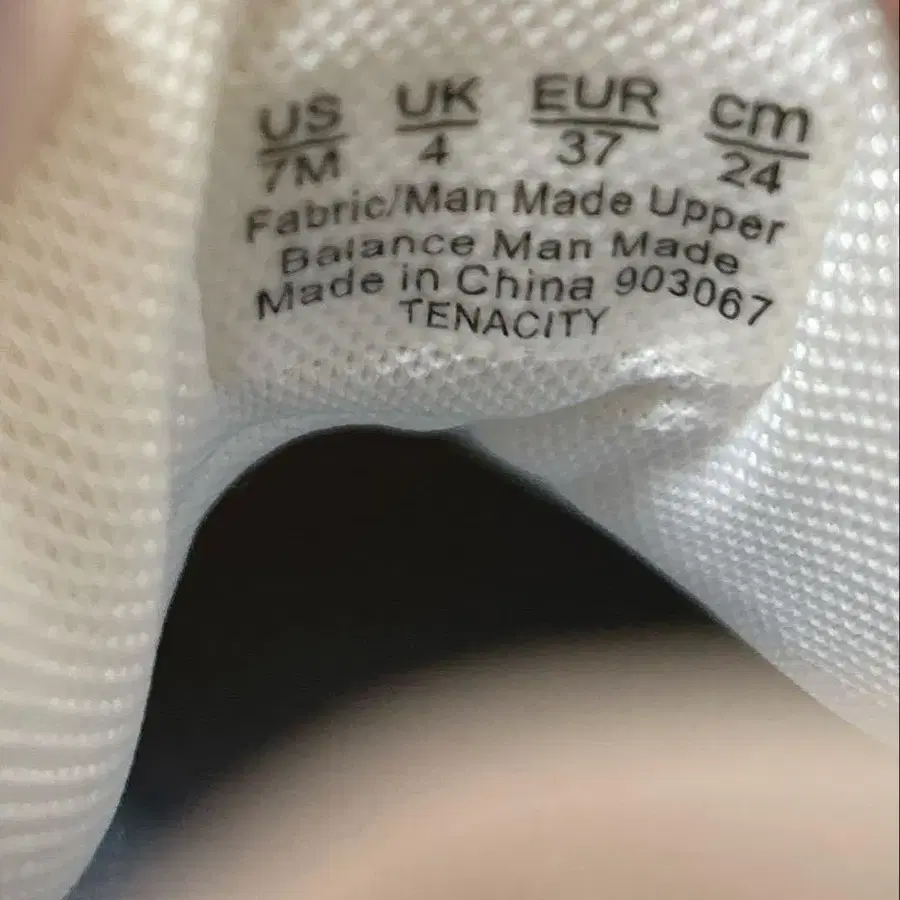 US UK EUR cm
7M 4 37 24
Fabric/Man Made Upper
Balance Man Made
Made in China 903067
TENACITY